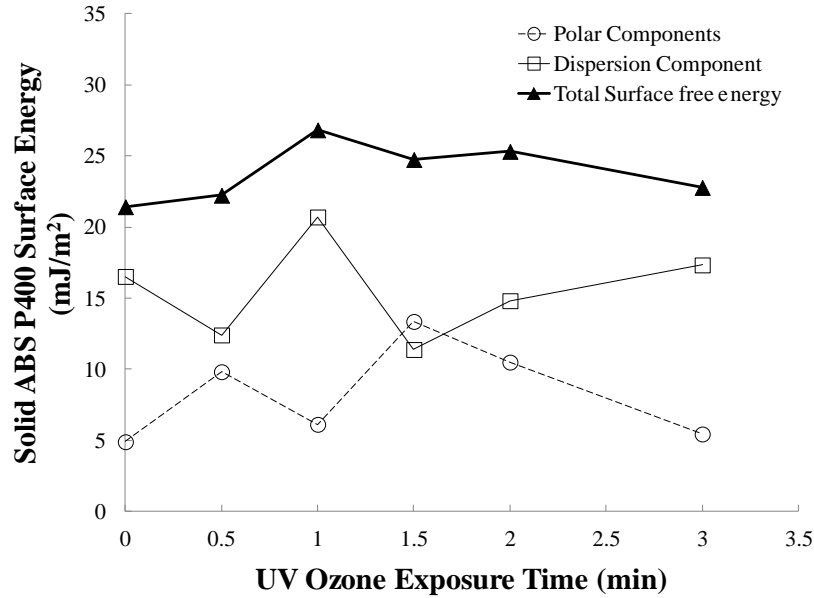 Solid ABS P400 Surface Energy
(mJ/m²)
35
30
25
20
15
10
5
0
Polar Components
Dispersion Component
Total Surface free energy
0 0.5 1 1.5 2 2.5 3 3.5
UV Ozone Exposure Time (min)